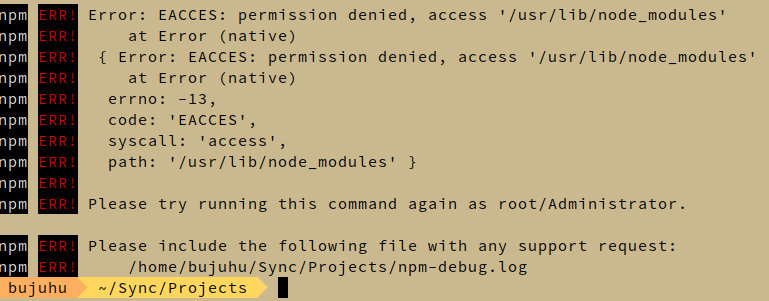 npm ERR! Error: EACCES: permission denied, access '/usr/lib/node_modules'
npm ERR!     at Error (native)
npm ERR!  { Error: EACCES: permission denied, access '/usr/lib/node_modules'
npm ERR!     at Error (native)
npm ERR!   errno: -13,
npm ERR!   code: 'EACCES',
npm ERR!   syscall: 'access',
npm ERR!   path: '/usr/lib/node_modules' }
npm ERR!
npm ERR! Please try running this command again as root/Administrator.
npm ERR! Please include the following file with any support request:
npm ERR!     /home/bujuhu/Sync/Projects/npm-debug.log
bujuhu ~/Sync/Projects